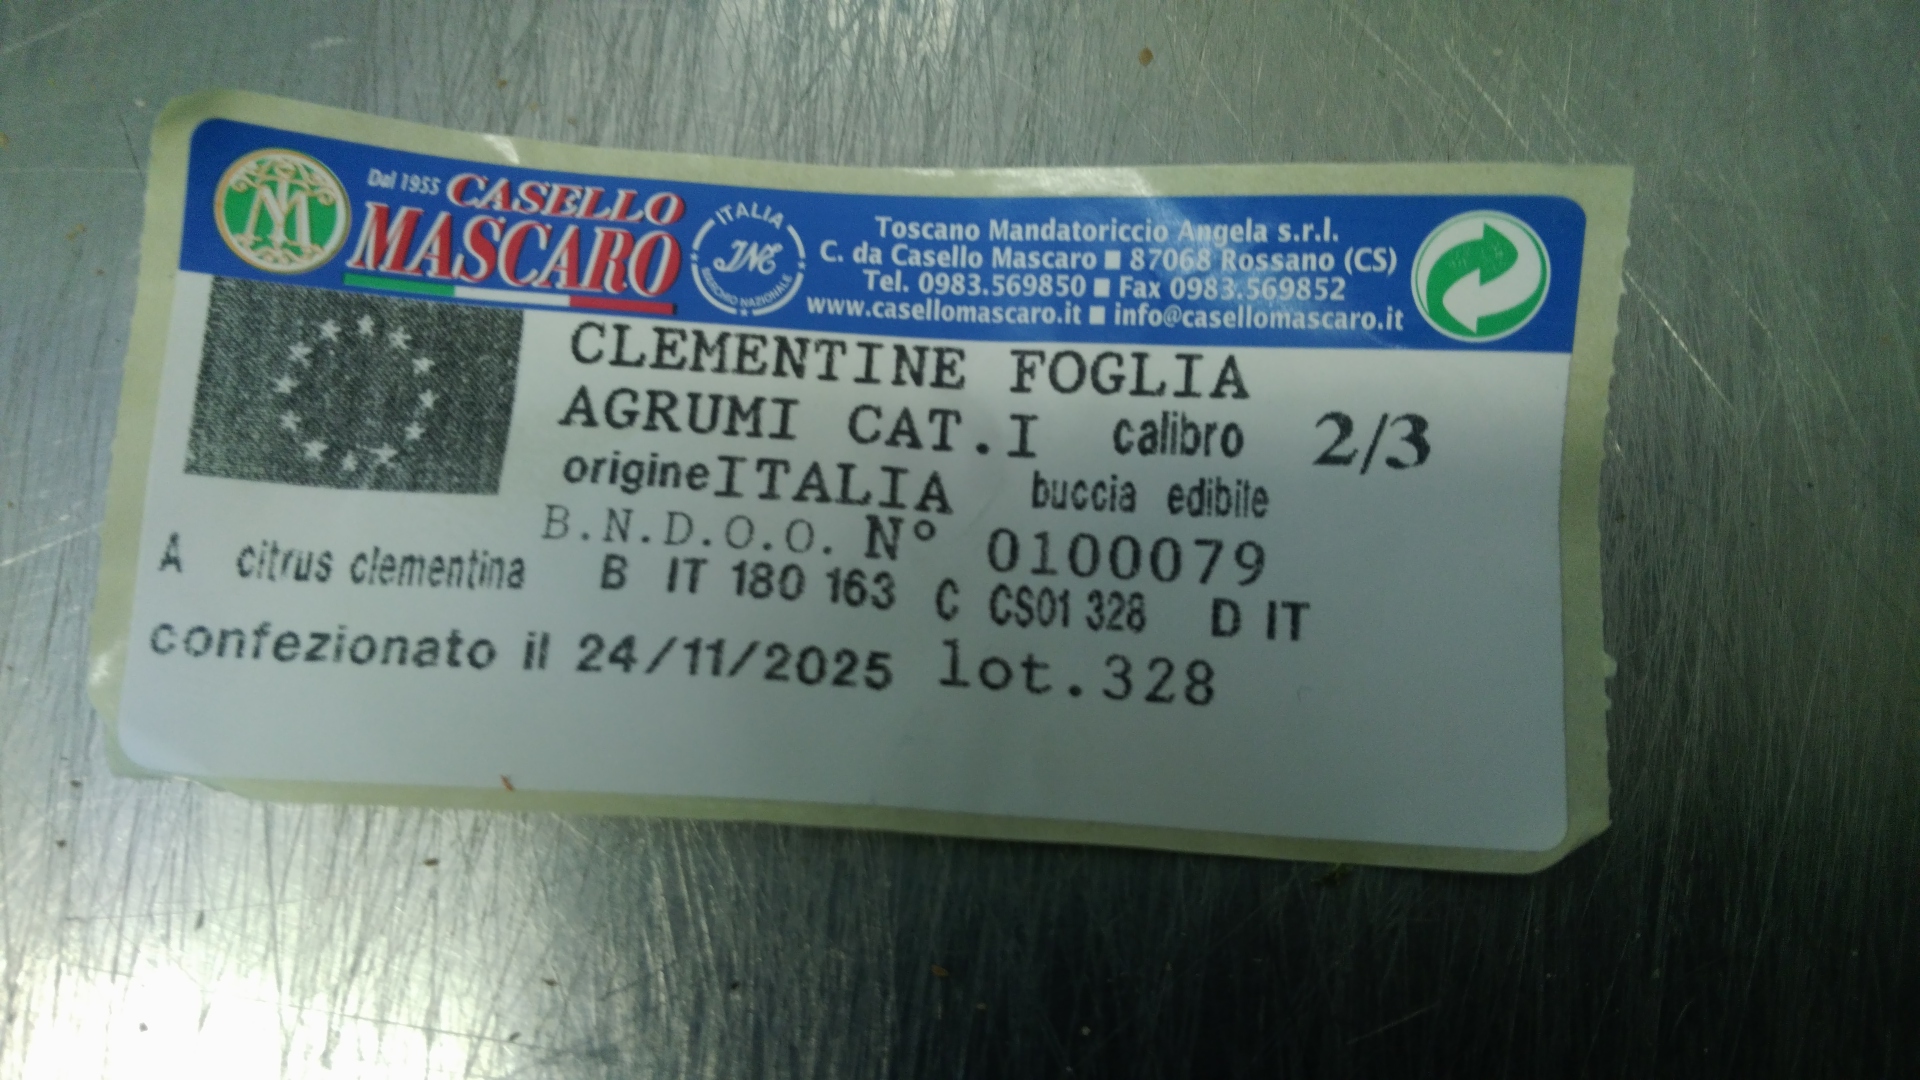 Dal 1955 CASELLO
MASCARO
ITALIA
MARCHIO NAZIONALE
Toscano Mandatoriccio Angela s.r.l.
C. da Casello Mascaro ■ 87068 Rossano (CS)
Tel. 0983.569850 ■ Fax 0983.569852
www.casellomascaro.it ■ info@casellomascaro.it
CLEMENTINE FOGLIA
AGRUMI CAT.I calibro 2/3
origine ITALIA buccia edibile
B.N.D.O.O. N° 0100079
A citrus clementina B IT 180 163 C CS01 328 D IT
confezionato il 24/11/2025 lot.328